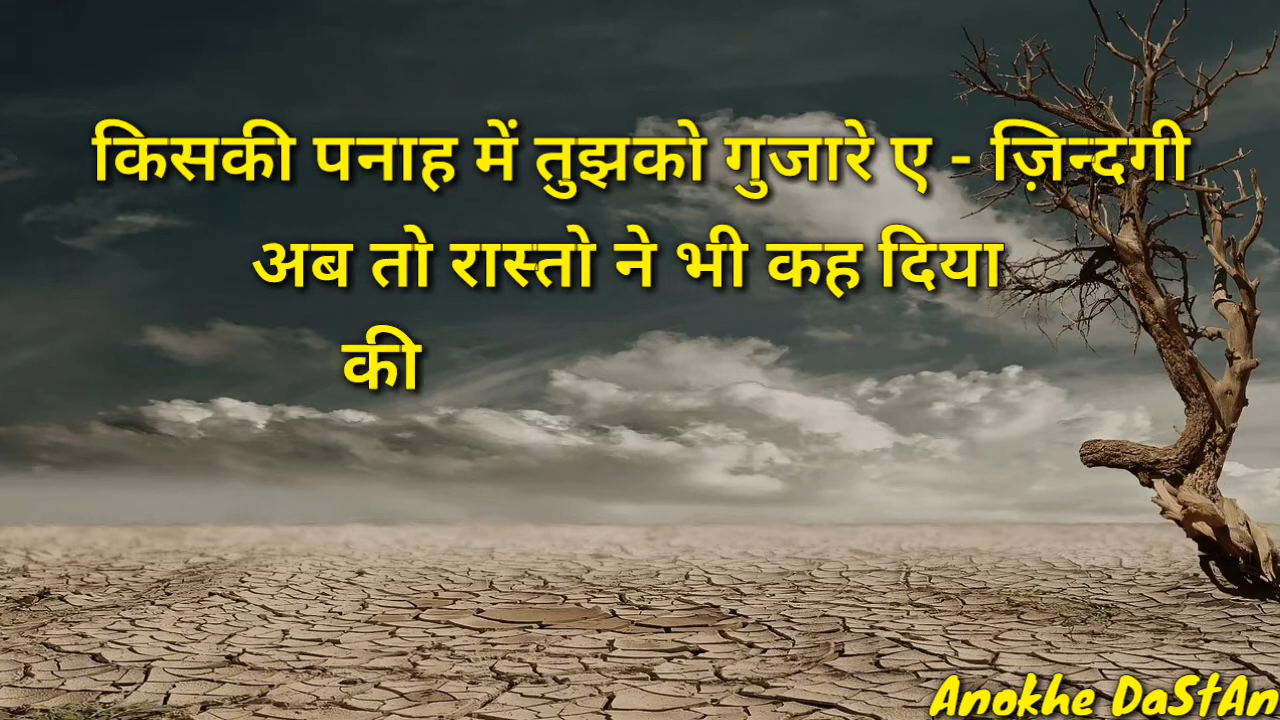 किसकी पनाह में तुझको गुजारे ए - ज़िन्दगी
अब तो रास्तो ने भी कह दिया
की
Anokhe DaStAn